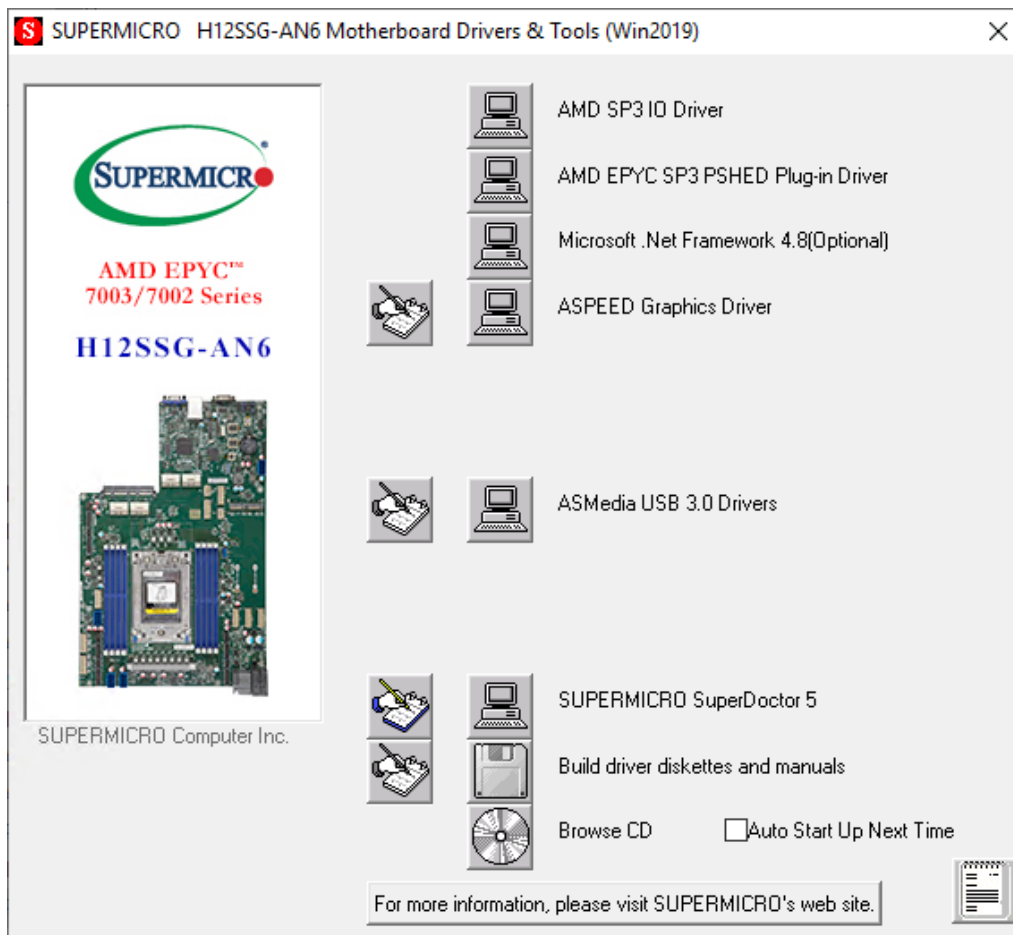 S SUPERMICRO H12SSG-AN6 Motherboard Drivers & Tools (Win2019)
SUPERMICRO®
AMD EPYC™
7003/7002 Series
H12SSG-AN6
SUPERMICRO Computer Inc.
AMD SP3 IO Driver
AMD EPYC SP3 PSHED Plug-in Driver
Microsoft .Net Framework 4.8(Optional)
ASPEED Graphics Driver
ASMedia USB 3.0 Drivers
SUPERMICRO SuperDoctor 5
Build driver diskettes and manuals
Browse CD Auto Start Up Next Time
For more information, please visit SUPERMICRO's web site.